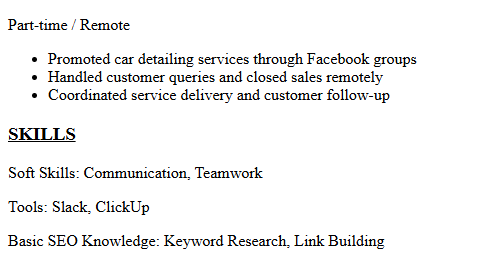 Part-time / Remote
• Promoted car detailing services through Facebook groups
• Handled customer queries and closed sales remotely
• Coordinated service delivery and customer follow-up
SKILLS
Soft Skills: Communication, Teamwork
Tools: Slack, ClickUp
Basic SEO Knowledge: Keyword Research, Link Building